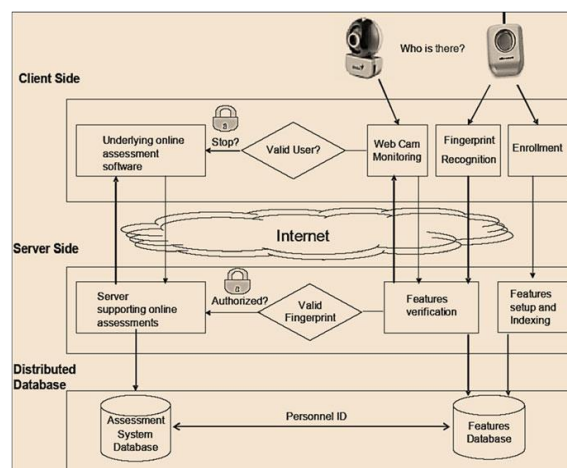 Who is there?
Client Side
Underlying online
assessment
software
Stop?
Valid User?
Web Cam
Monitoring
Fingerprint
Recognition
Enrollment
Internet
Server Side
Server
supporting online
assessments
Authorized?
Valid
Fingerprint
Features
verification
Features
setup and
Indexing
Distributed
Database
Assessment
System
Database
Personnel ID
Features
Database